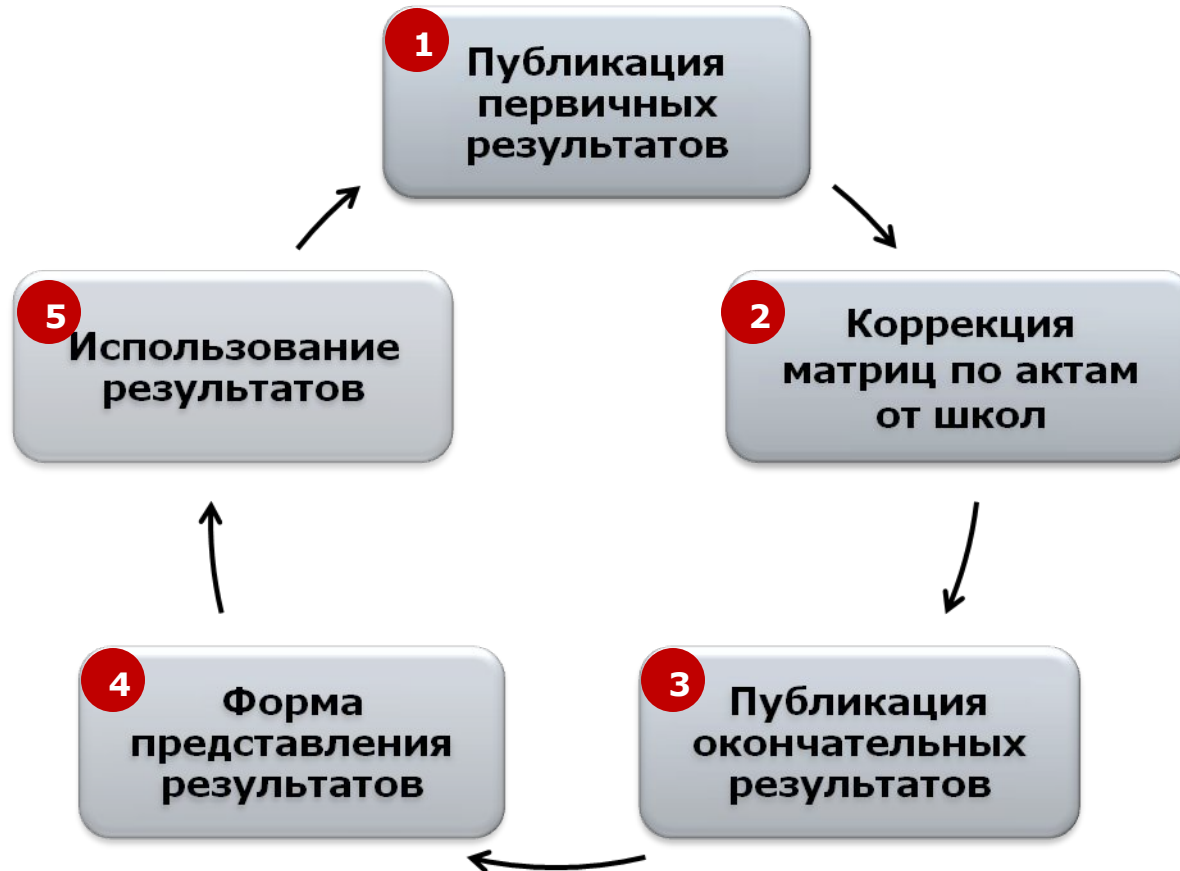 1
Публикация
первичных
результатов
2
Коррекция
матриц по актам
от школ
3
Публикация
окончательных
результатов
4
Форма
представления
результатов
5
Использование
результатов